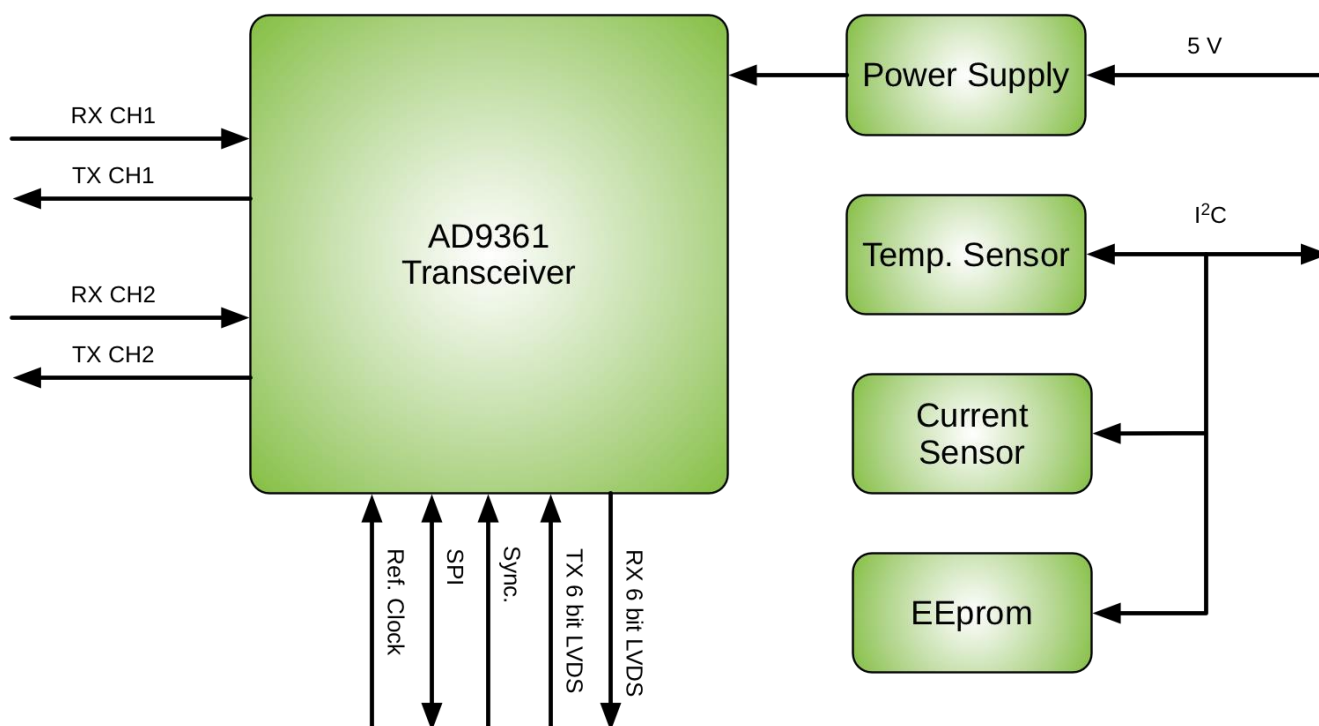 RX CH1
TX CH1
RX CH2
TX CH2
AD9361
Transceiver
Power Supply
5 V
Temp. Sensor
I²C
Current
Sensor
EEprom
Ref. Clock
SPI
Sync.
TX 6 bit LVDS
RX 6 bit LVDS